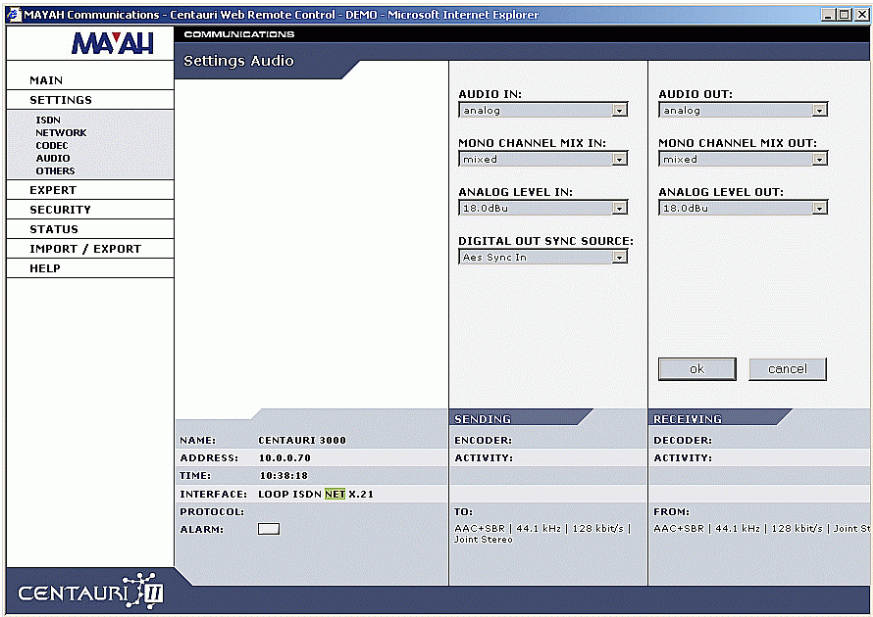 MAYAH Communications - Centauri Web Remote Control - DEMO - Microsoft Internet Explorer
MAYAH
COMMUNICATIONS
Settings Audio
MAIN
SETTINGS
ISDN
NETWORK
CODEC
AUDIO
OTHERS
EXPERT
SECURITY
STATUS
IMPORT / EXPORT
HELP
AUDIO IN:
analog
MONO CHANNEL MIX IN:
mixed
ANALOG LEVEL IN:
18.0dBu
DIGITAL OUT SYNC SOURCE:
Aes Sync In
AUDIO OUT:
analog
MONO CHANNEL MIX OUT:
mixed
ANALOG LEVEL OUT:
18.0dBu
ok cancel
NAME: CENTAURI 3000
ADDRESS: 10.0.0.70
TIME: 10:38:18
INTERFACE: LOOP ISDN NET X.21
PROTOCOL:
ALARM:
SENDING
ENCODER:
ACTIVITY:
TO:
AAC+SBR | 44.1 kHz | 128 kbit/s |
Joint Stereo
RECEIVING
DECODER:
ACTIVITY:
FROM:
AAC+SBR | 44.1 kHz | 128 kbit/s | Joint St
CENTAURI II